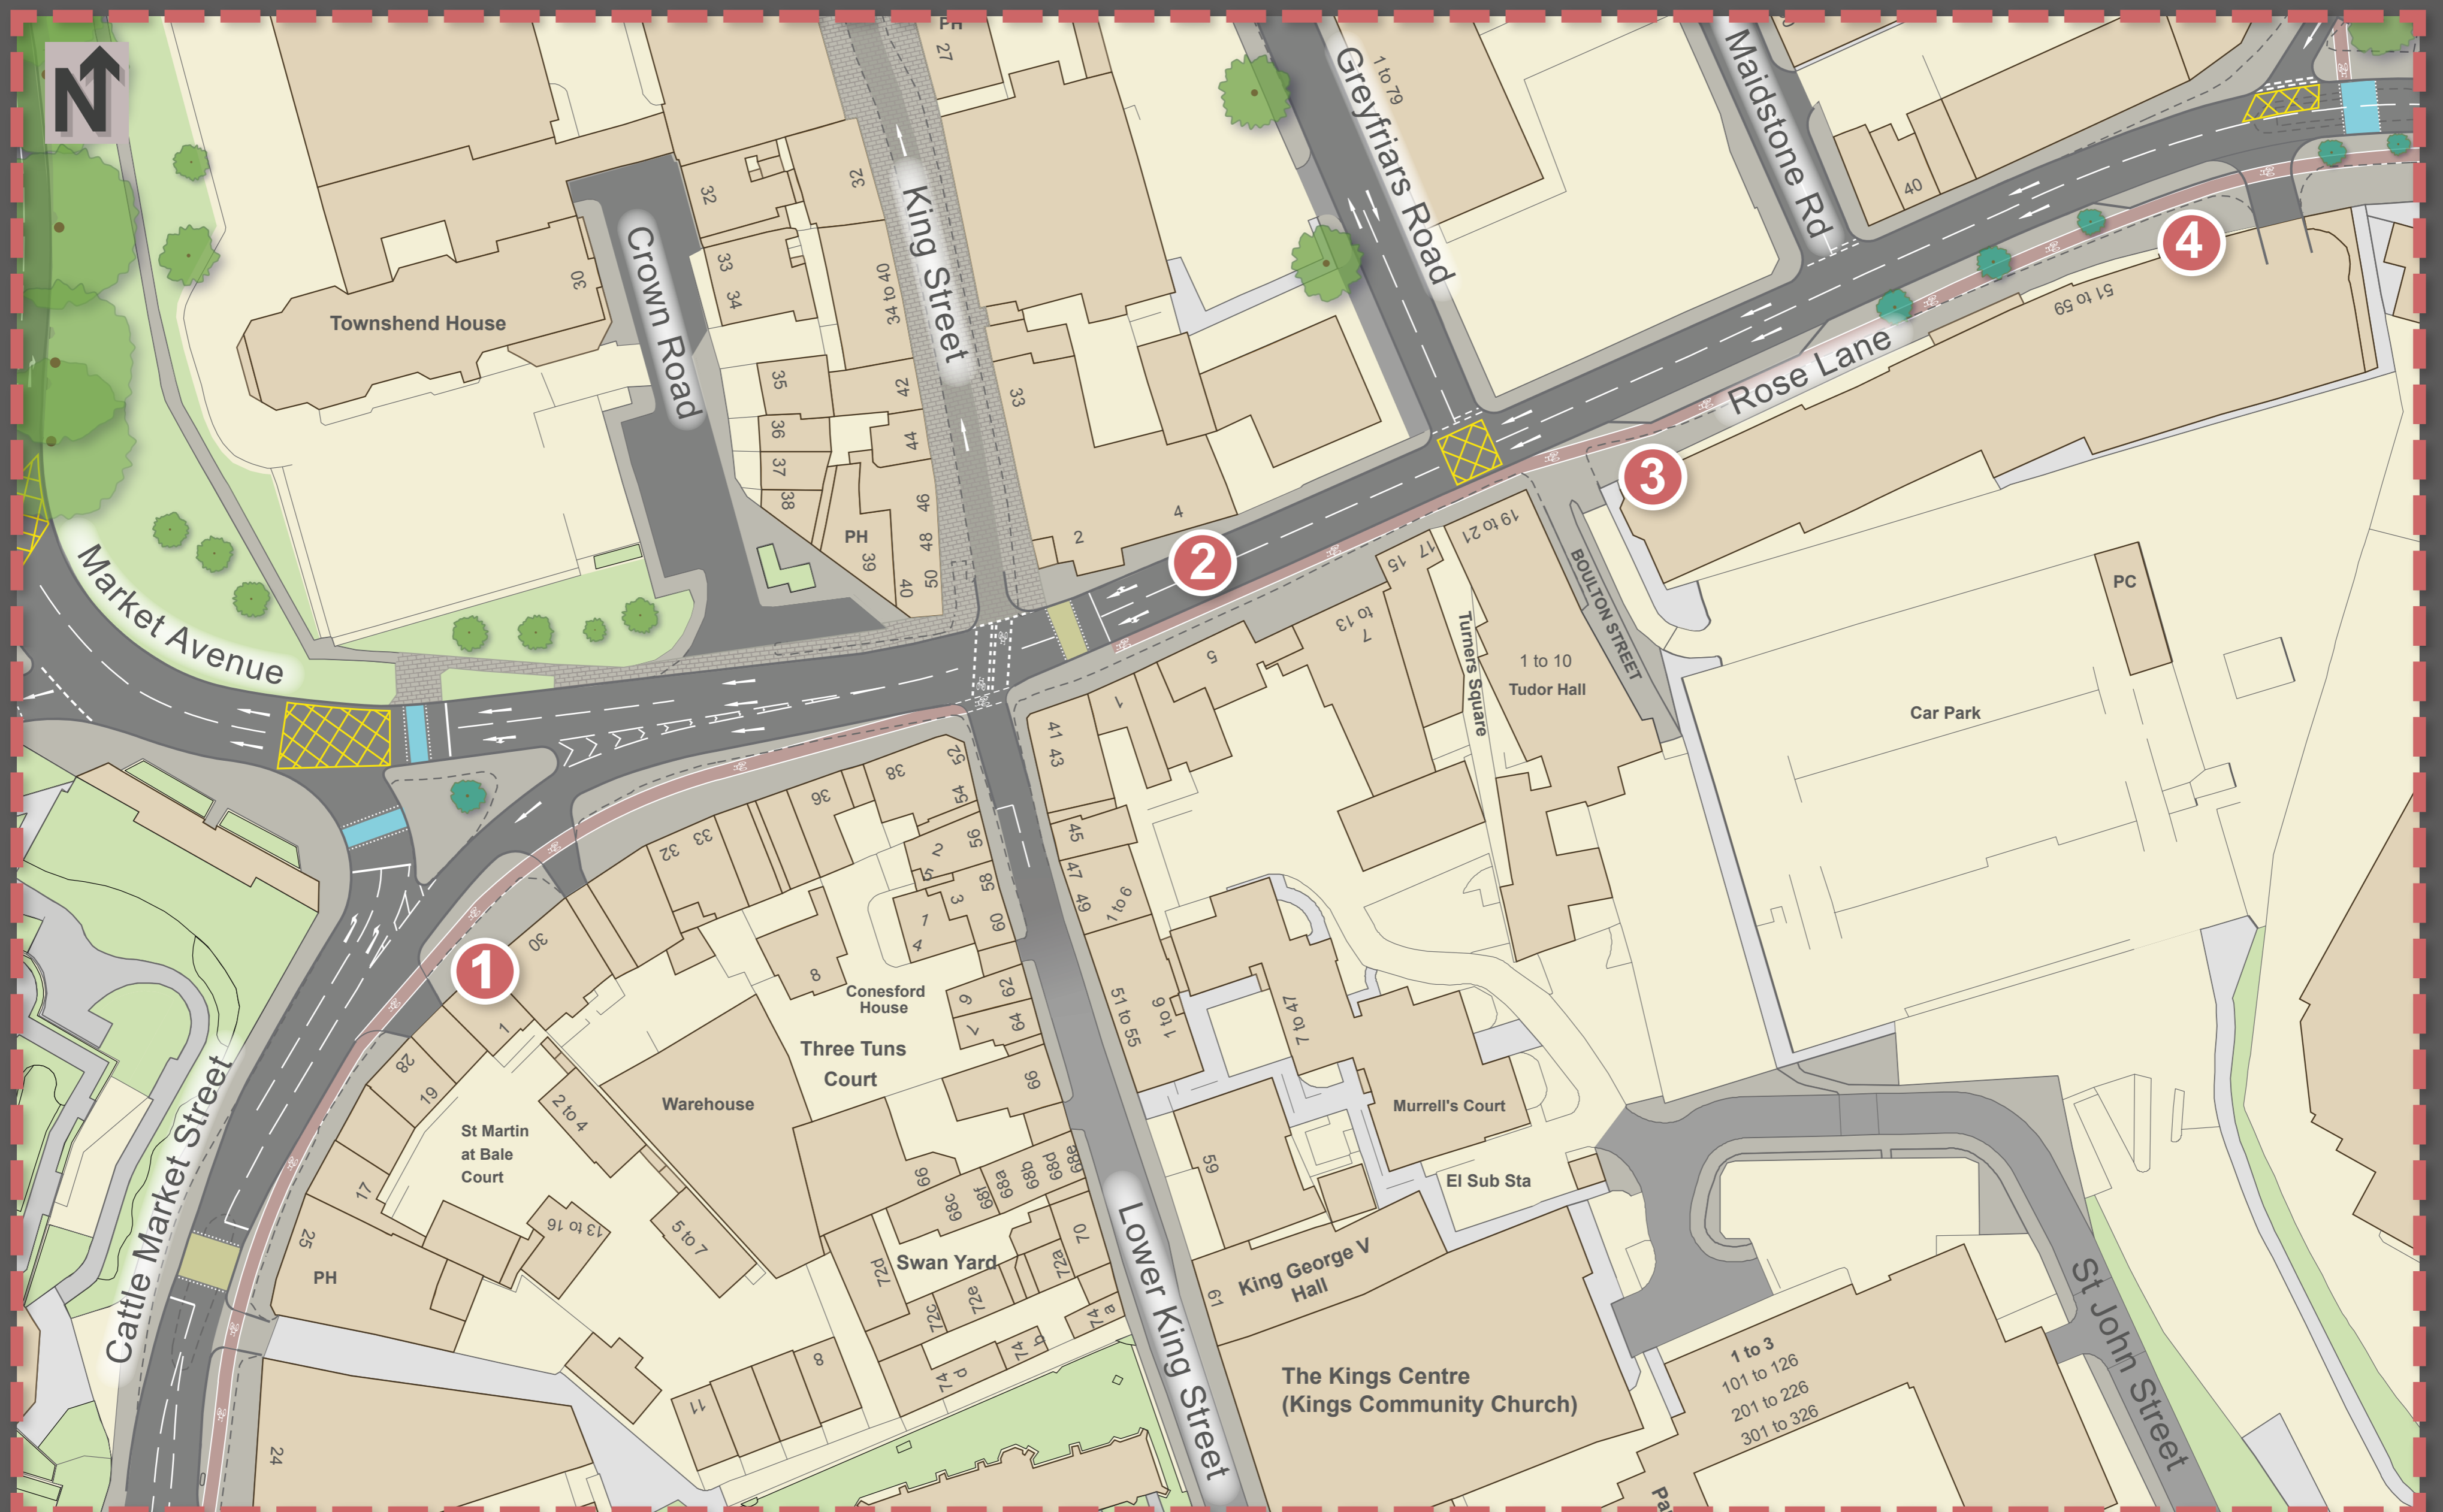 N
PH
27
1 to 79
Greyfriars Road
Maidstone Rd
40
32
32
King Street
Crown Road
33
34
34 to 40
30
Townshend House
4
51 to 59
Rose Lane
35
42
33
36
44
37
38
46
PH
39
48
40
50
2
4
2
3
19 to 21
17
15
BOULTON STREET
PC
7 to 13
Turners Square
1 to 10
Tudor Hall
Market Avenue
5
1
41
43
Car Park
52
38
54
36
33
32
56
2
5
58
3
1
4
60
45
47
49
1 to 6
30
1
8
Conesford
House
9
62
7
64
51 to 55
1 to 6
7 to 47
1
28
19
Three Tuns
Court
66
Warehouse
Murrell's Court
2 to 4
St Martin
at Bale
Court
Cattle Market Street
17
13 to 16
5 to 7
66
68c
68f
68a
68b
68d
68e
59
El Sub Sta
25
PH
72d
Swan Yard
70
72a
72e
72c
74
a
74
b
74
d
Lower King Street
61
King George V
Hall
8
11
24
The Kings Centre
(Kings Community Church)
1 to 3
101 to 126
201 to 226
301 to 326
St John Street